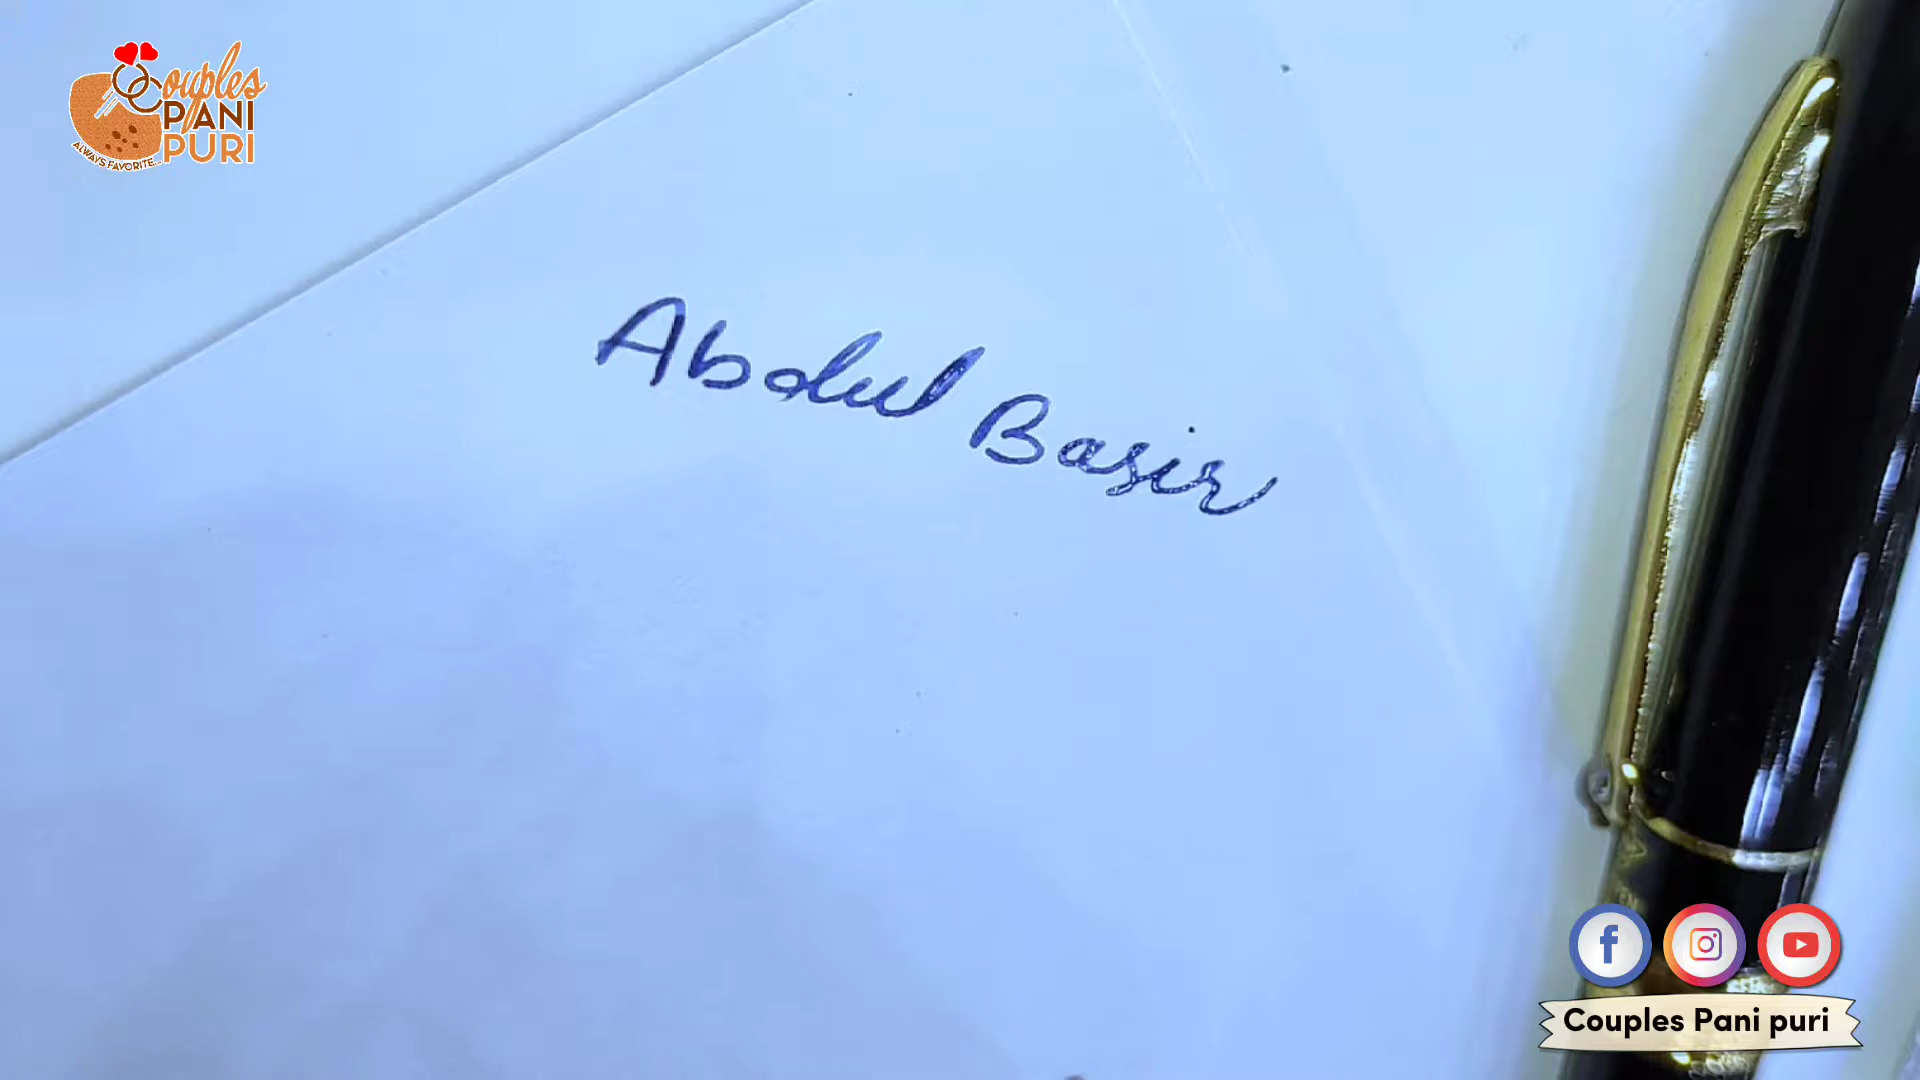 Couples
PANI
PURI
ALWAYS FAVORITE...
Abdul Basir
Couples Pani puri